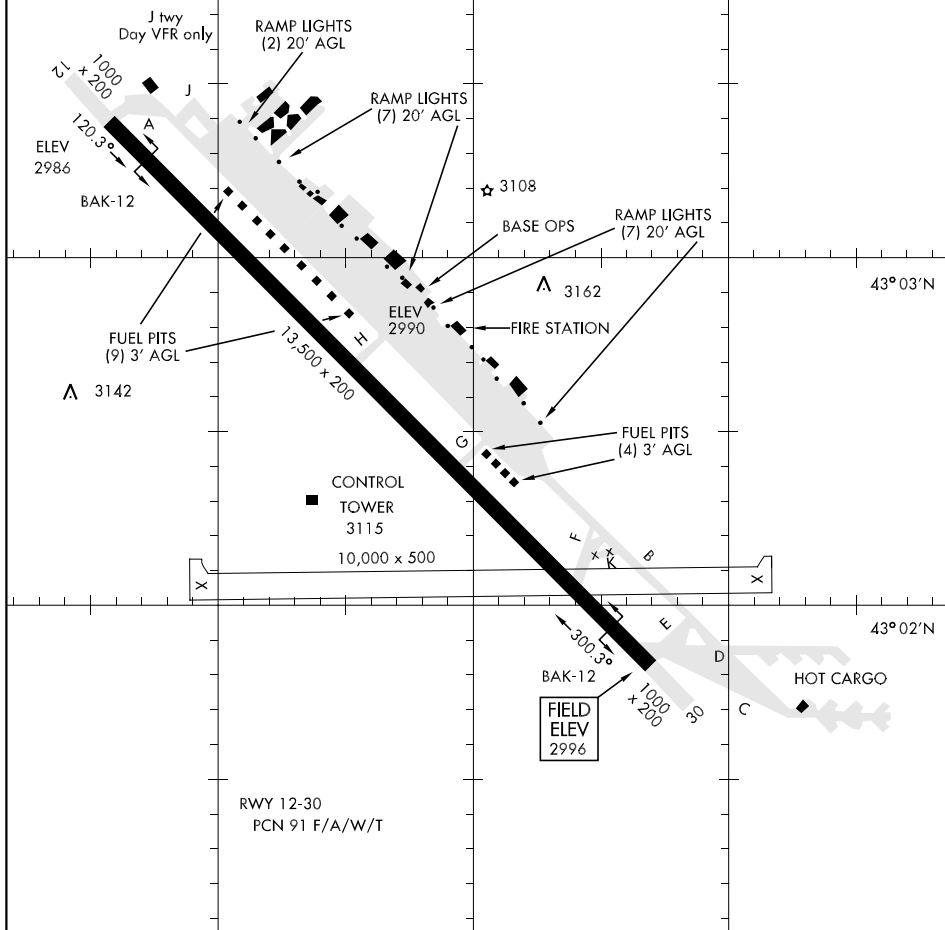 J twy
Day VFR only
RAMP LIGHTS
(2) 20' AGL
12
1000
x 200
J
RAMP LIGHTS
(7) 20' AGL
120.3°
A
ELEV
2986
BAK-12
3108
RAMP LIGHTS
(7) 20' AGL
BASE OPS
43° 03'N
3162
ELEV
2990
FIRE STATION
FUEL PITS
(9) 3' AGL
H
13,500 x 200
3142
G
FUEL PITS
(4) 3' AGL
CONTROL
TOWER
3115
F
x x
K
B
10,000 x 500
X
X
E
43° 02'N
300.3°
D
BAK-12
HOT CARGO
1000
x 200
30
C
FIELD
ELEV
2996
RWY 12-30
PCN 91 F/A/W/T